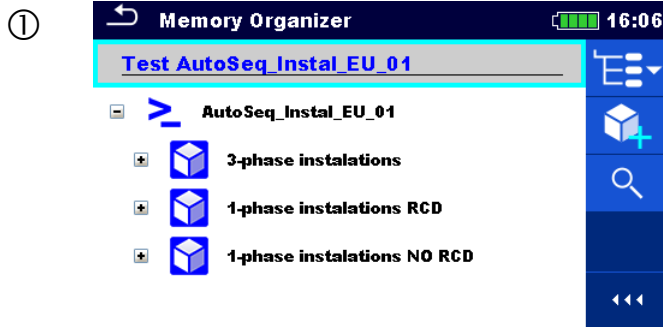 ①
Memory Organizer 16:06
Test AutoSeq_Instal_EU_01
AutoSeq_Instal_EU_01
3-phase instalations
1-phase instalations RCD
1-phase instalations NO RCD